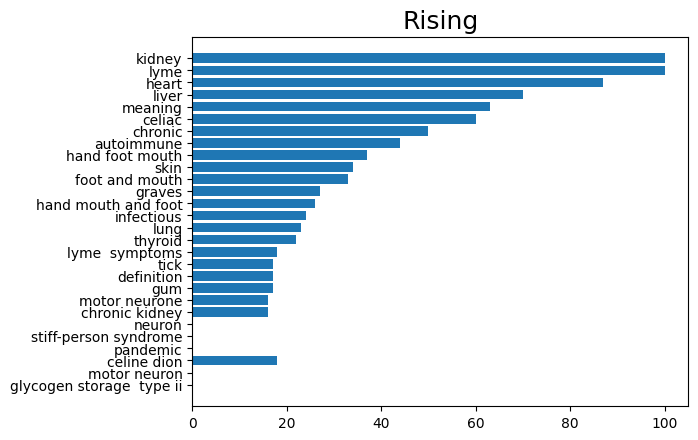 Rising
kidney
lyme
heart
liver
meaning
celiac
chronic
autoimmune
hand foot mouth
skin
foot and mouth
graves
hand mouth and foot
infectious
lung
thyroid
lyme  symptoms
tick
definition
gum
motor neurone
chronic kidney
neuron
stiff-person syndrome
pandemic
celine dion
motor neuron
glycogen storage  type ii
0 20 40 60 80 100